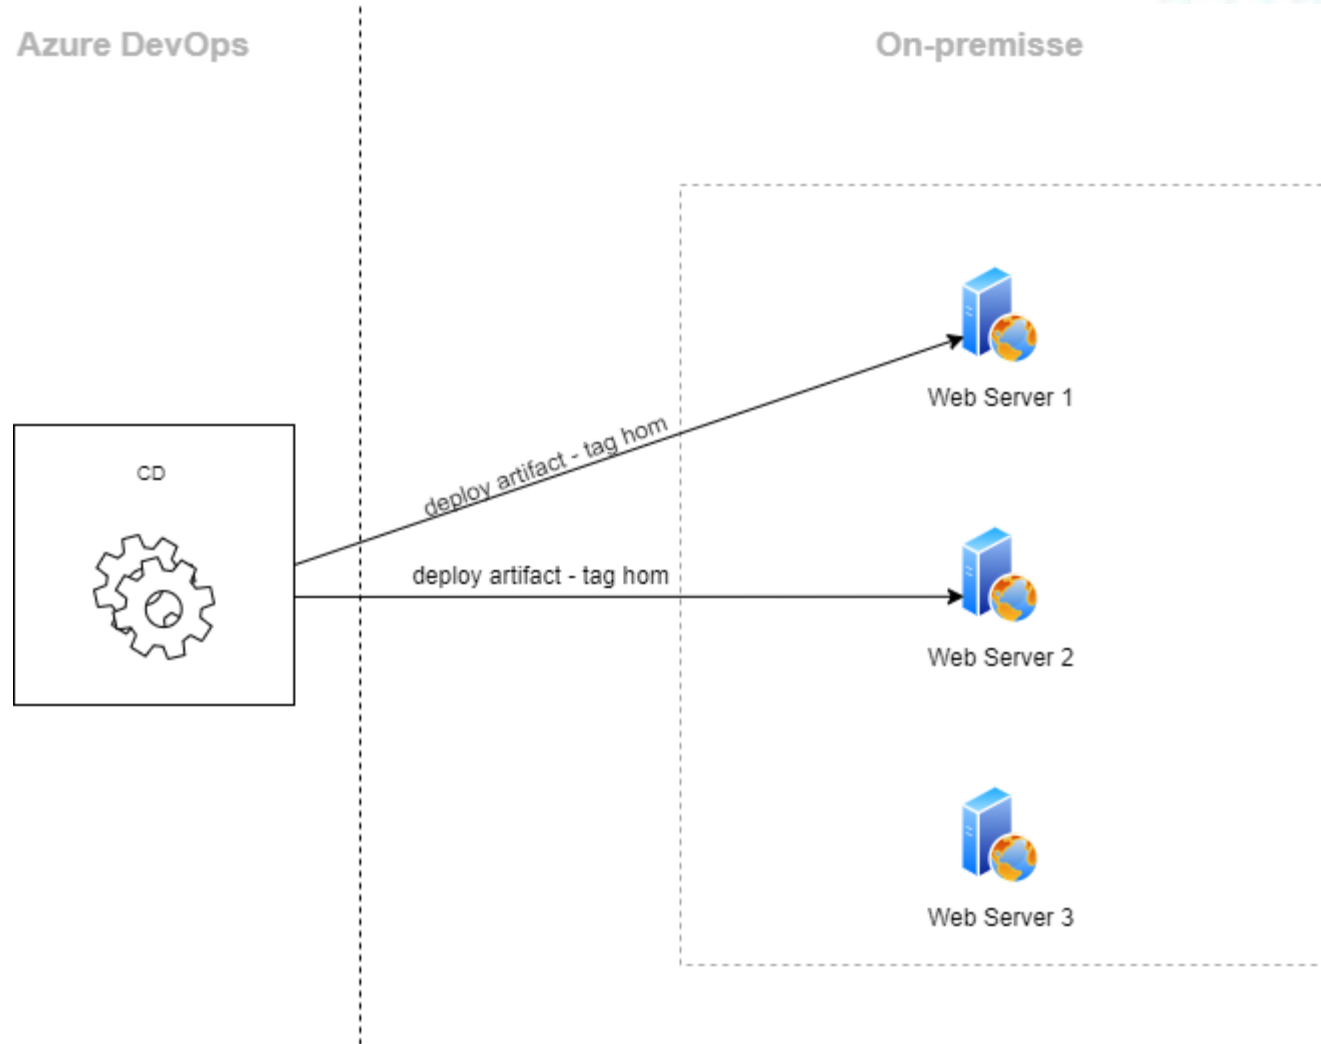 Azure DevOps
On-premisse
Web Server 1
deploy artifact - tag hom
CD
deploy artifact - tag hom
Web Server 2
Web Server 3